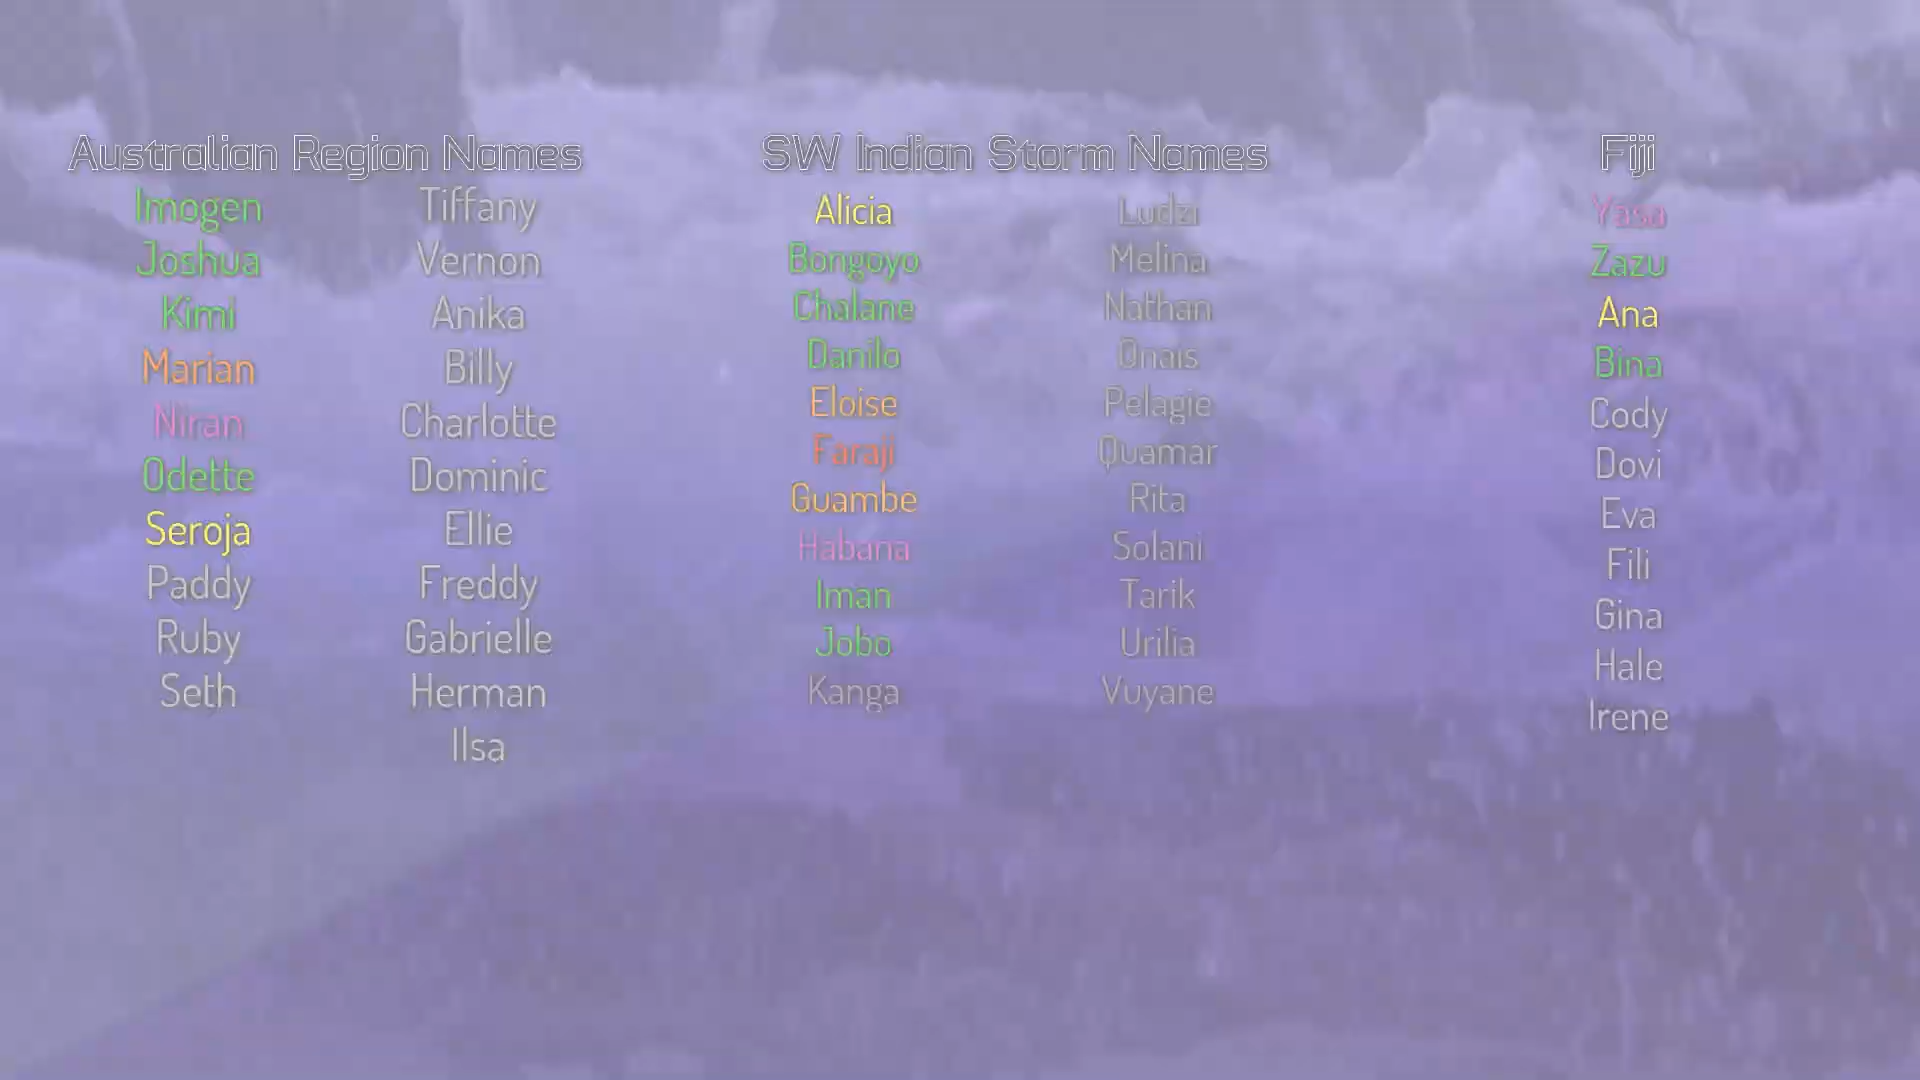 Australian Region Names
Imogen
Joshua
Kimi
Marian
Niran
Odette
Seroja
Paddy
Ruby
Seth
Tiffany
Vernon
Anika
Billy
Charlotte
Dominic
Ellie
Freddy
Gabrielle
Herman
Ilsa
SW Indian Storm Names
Alicia
Bongoyo
Chalane
Danilo
Eloise
Faraji
Guambe
Habana
Iman
Jobo
Kanga
Ludzi
Melina
Nathan
Onais
Pelagie
Quamar
Rita
Solani
Tarik
Urilia
Vuyane
Fiji
Yasa
Zazu
Ana
Bina
Cody
Dovi
Eva
Fili
Gina
Hale
Irene